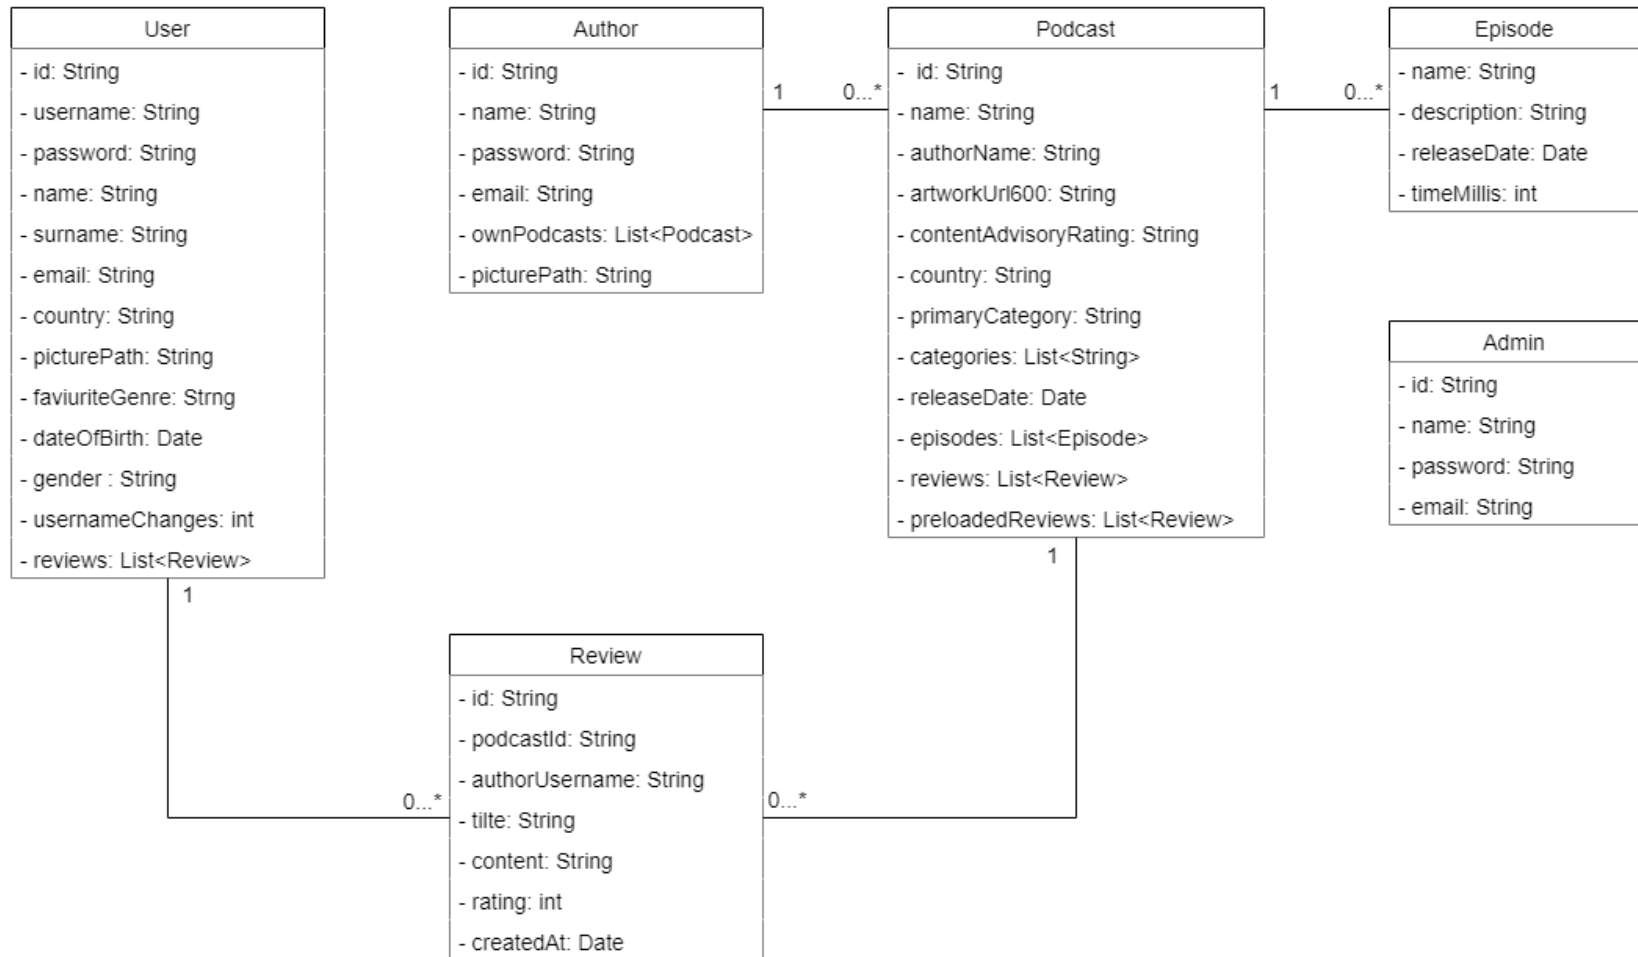 User
- id: String
- username: String
- password: String
- name: String
- surname: String
- email: String
- country: String
- picturePath: String
- faviuriteGenre: Strng
- dateOfBirth: Date
- gender : String
- usernameChanges: int
- reviews: List<Review>
1
0...*
Author
- id: String
- name: String
- password: String
- email: String
- ownPodcasts: List<Podcast>
- picturePath: String
1
0...*
Podcast
- id: String
- name: String
- authorName: String
- artworkUrl600: String
- contentAdvisoryRating: String
- country: String
- primaryCategory: String
- categories: List<String>
- releaseDate: Date
- episodes: List<Episode>
- reviews: List<Review>
- preloadedReviews: List<Review>
1
0...*
Episode
- name: String
- description: String
- releaseDate: Date
- timeMillis: int
Admin
- id: String
- name: String
- password: String
- email: String
1
0...*
Review
- id: String
- podcastId: String
- authorUsername: String
- tilte: String
- content: String
- rating: int
- createdAt: Date